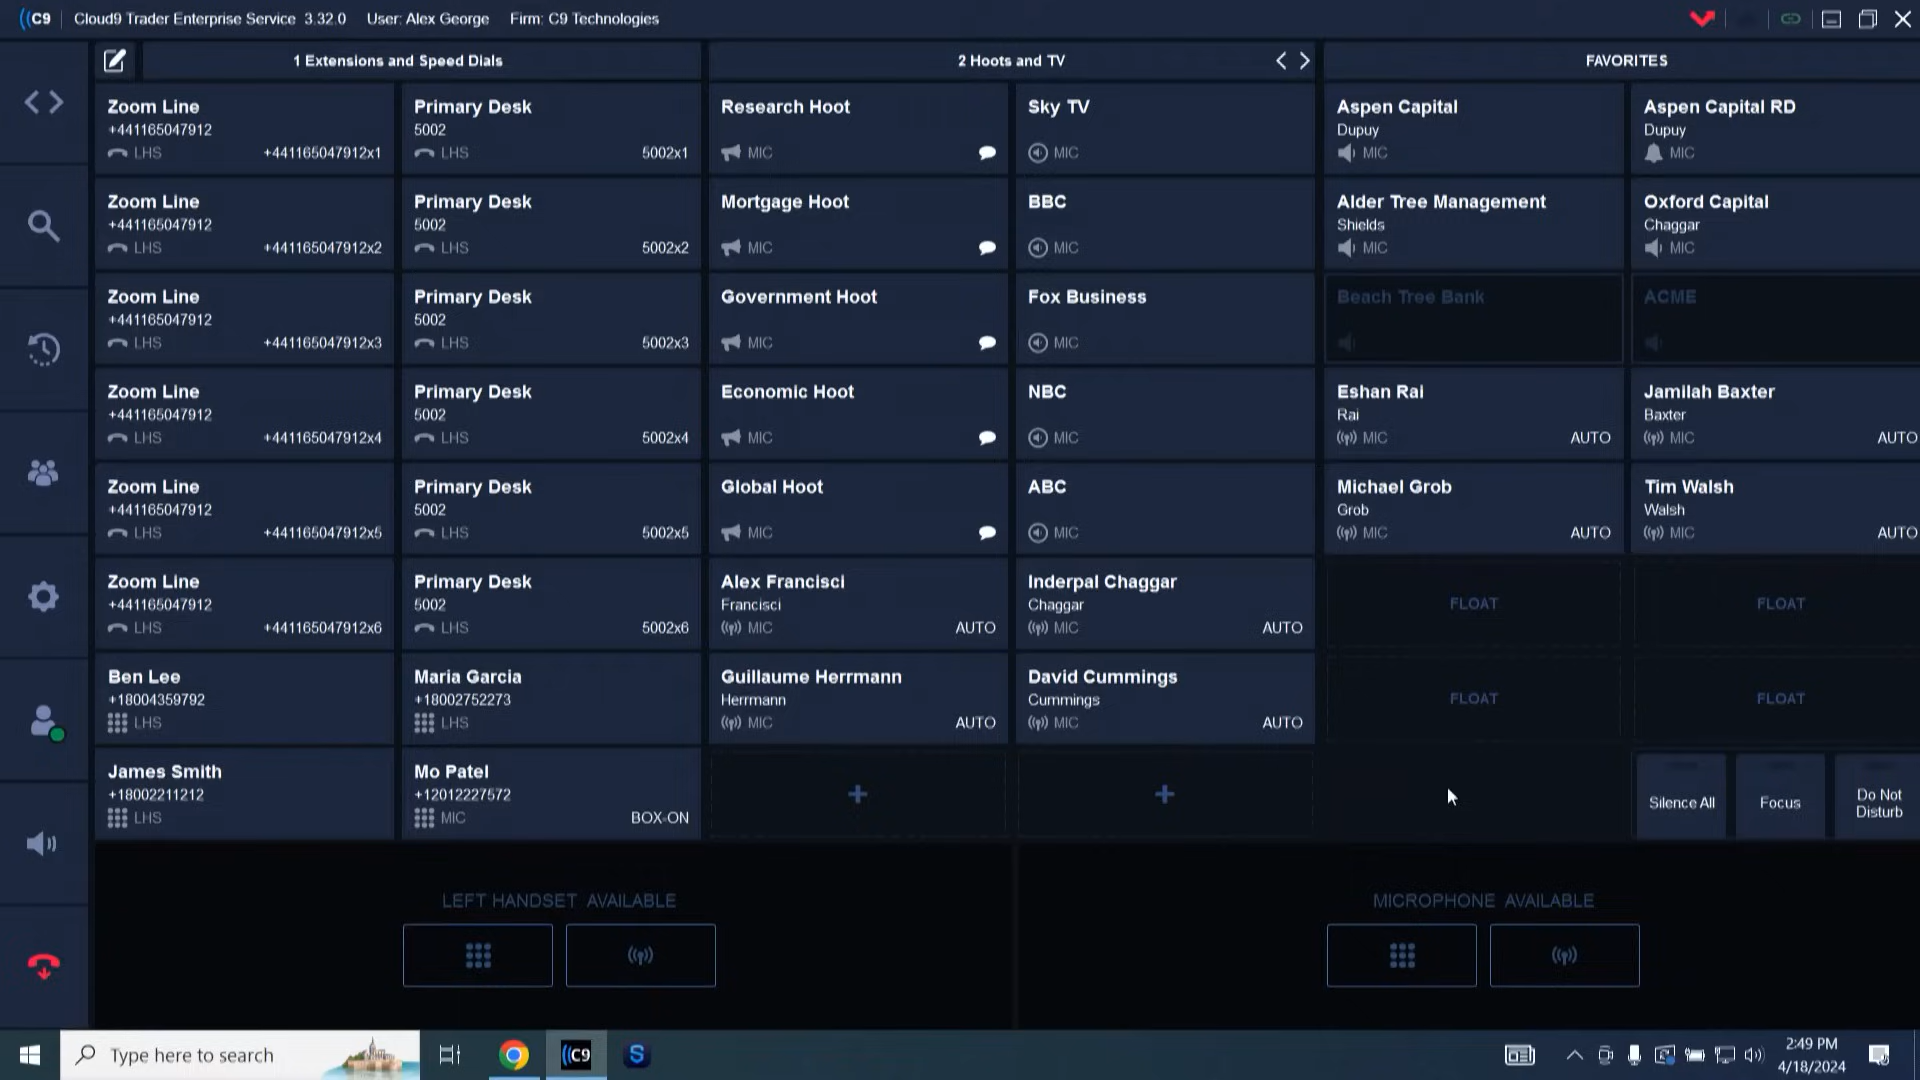 C9 Cloud9 Trader Enterprise Service 3.32.0 User: Alex George Firm: C9 Technologies
1 Extensions and Speed Dials
2 Hoots and TV
FAVORITES
Zoom Line
+441165047912
LHS +441165047912x1
Primary Desk
5002
LHS 5002x1
Research Hoot
MIC
Sky TV
MIC
Aspen Capital
Dupuy
MIC
Aspen Capital RD
Dupuy
MIC
Zoom Line
+441165047912
LHS +441165047912x2
Primary Desk
5002
LHS 5002x2
Mortgage Hoot
MIC
BBC
MIC
Alder Tree Management
Shields
MIC
Oxford Capital
Chaggar
MIC
Zoom Line
+441165047912
LHS +441165047912x3
Primary Desk
5002
LHS 5002x3
Government Hoot
MIC
Fox Business
MIC
Beach Tree Bank
ACME
Zoom Line
+441165047912
LHS +441165047912x4
Primary Desk
5002
LHS 5002x4
Economic Hoot
MIC
NBC
MIC
Eshan Rai
Rai
MIC AUTO
Jamilah Baxter
Baxter
MIC AUTO
Zoom Line
+441165047912
LHS +441165047912x5
Primary Desk
5002
LHS 5002x5
Global Hoot
MIC
ABC
MIC
Michael Grob
Grob
MIC AUTO
Tim Walsh
Walsh
MIC AUTO
Zoom Line
+441165047912
LHS +441165047912x6
Primary Desk
5002
LHS 5002x6
Alex Francisci
Francisci
MIC AUTO
Inderpal Chaggar
Chaggar
MIC AUTO
FLOAT
FLOAT
Ben Lee
+18004359792
LHS
Maria Garcia
+18002752273
LHS
Guillaume Herrmann
Herrmann
MIC AUTO
David Cummings
Cummings
MIC AUTO
FLOAT
FLOAT
James Smith
+18002211212
LHS
Mo Patel
+12012227572
MIC BOX-ON
Silence All
Focus
Do Not
Disturb
LEFT HANDSET AVAILABLE
MICROPHONE AVAILABLE
Type here to search
C9
S
2:49 PM
4/18/2024